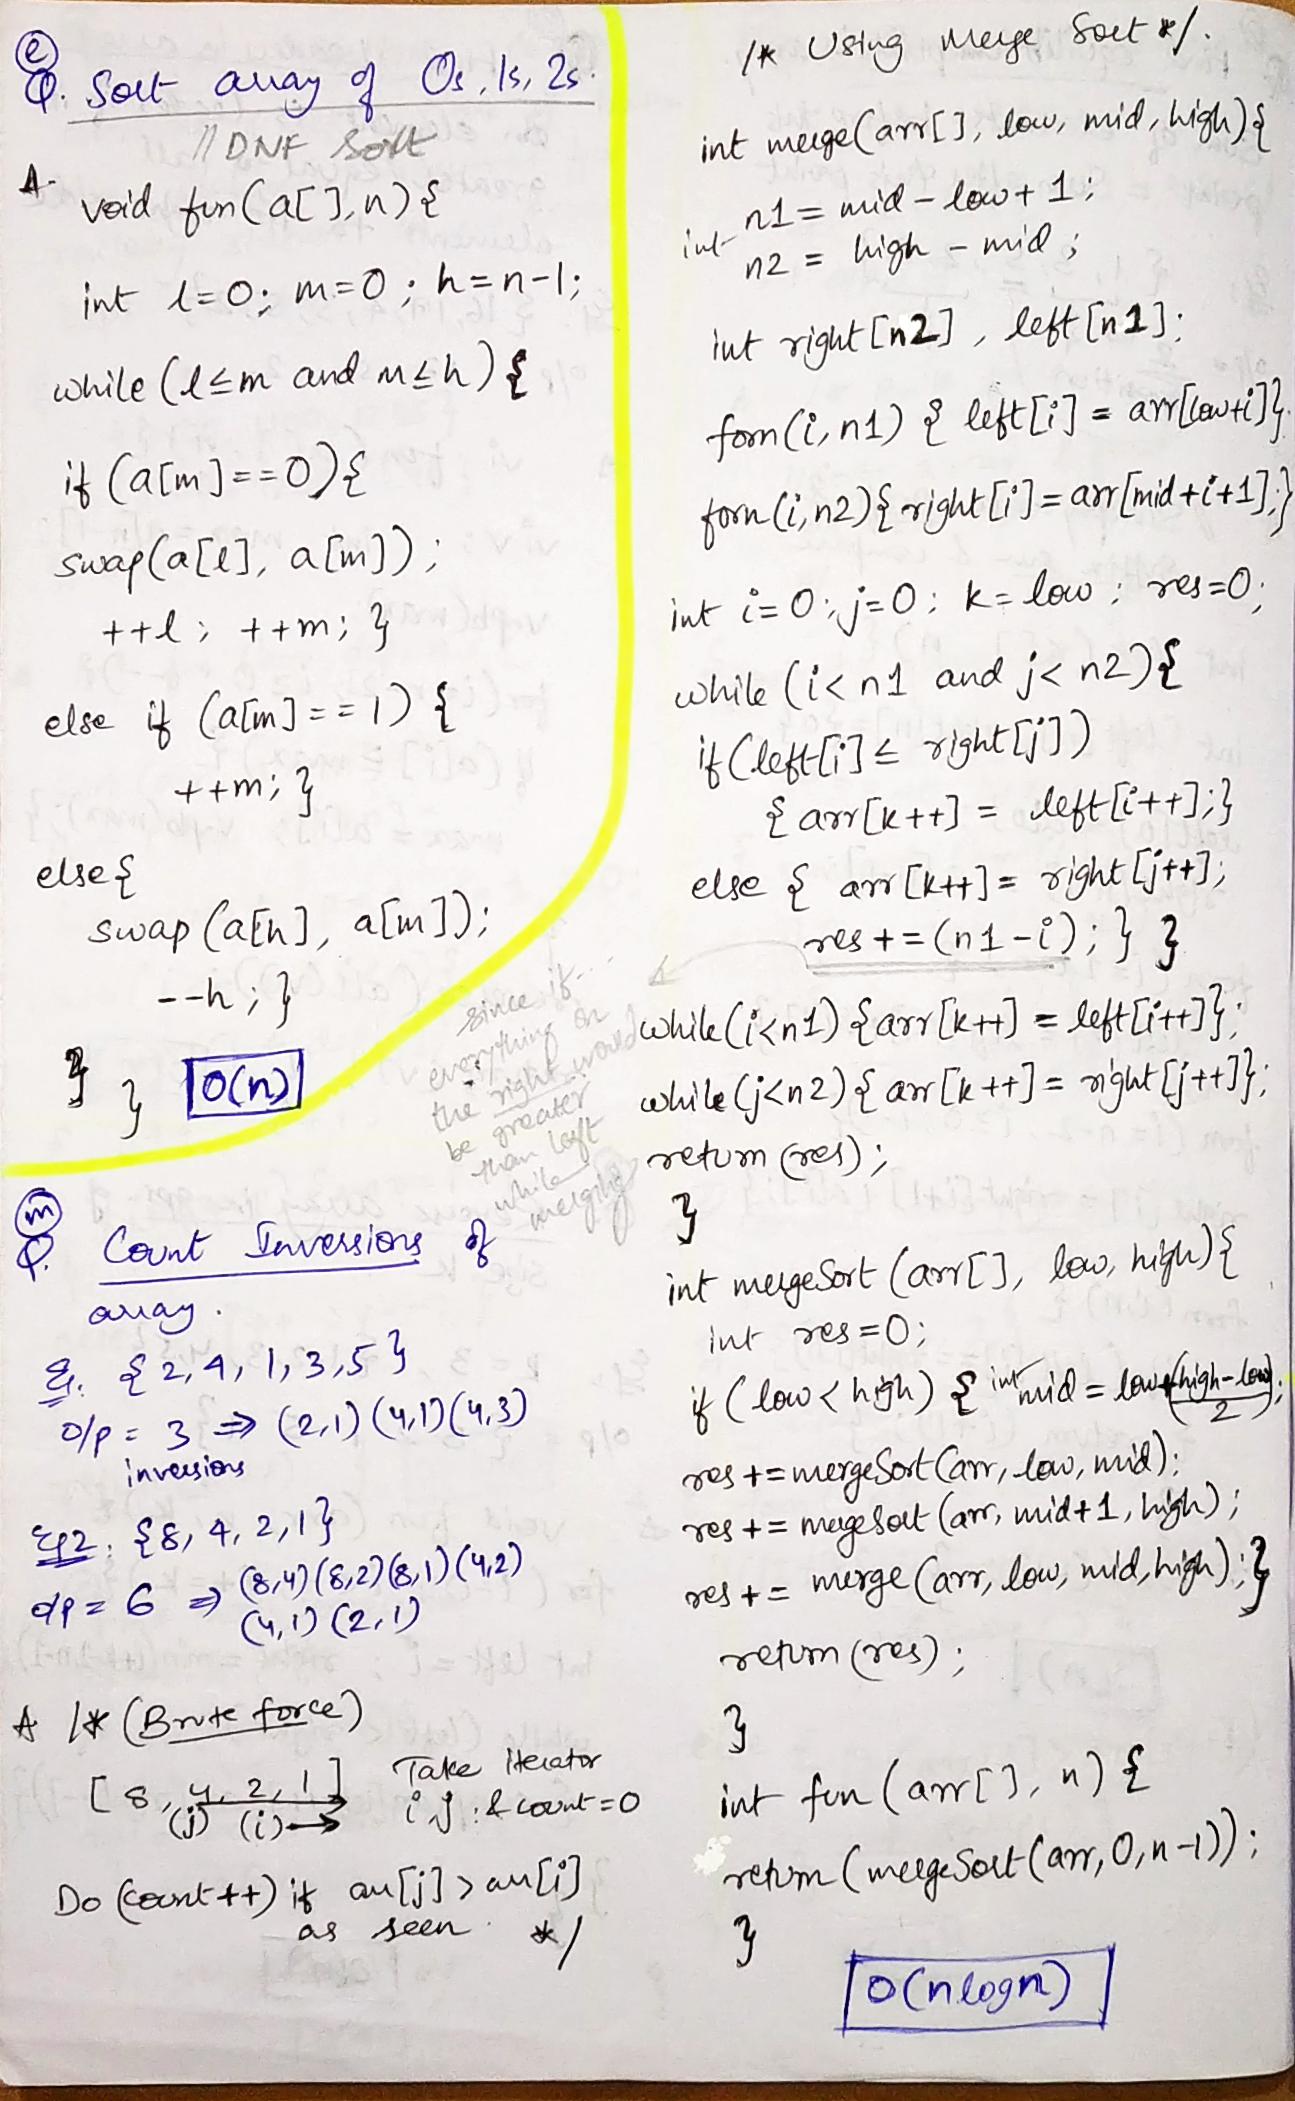 e
Q. Sort array of 0s, 1s, 2s.
// DNF Sort
A. void fun(a[], n) {
int l=0; m=0; h=n-1;
while (l≤m and m≤h) {
if (a[m]==0) {
swap(a[l], a[m]);
++l; ++m; }
else if (a[m]==1) {
++m; }
else {
swap (a[h], a[m]);
--h; }
} } O(n)
m
Q. Count Inversions of
array.
Eg. {2, 4, 1, 3, 5}
o/p = 3 ⇒ (2,1) (4,1) (4,3)
inversions
Eg2. {8, 4, 2, 1}
o/p = 6 ⇒ (8,4) (8,2) (8,1) (4,2)
(4,1) (2,1)
A /* (Brute force)
[8, 4, 2, 1] Take iterator
(j) (i)→ i, j & count=0
Do (count++) if arr[j] > arr[i]
as seen. */
/* Using Merge Sort */.
int merge(arr[], low, mid, high) {
int n1 = mid - low + 1;
n2 = high - mid;
int right[n2], left[n1];
forn(i, n1) { left[i] = arr[low+i]}
forn(i, n2) { right[i] = arr[mid+i+1];}
int i=0; j=0; k=low; res=0;
while (i<n1 and j<n2) {
if (left[i] ≤ right[j])
{ arr[k++] = left[i++];}
else { arr[k++] = right[j++];
res += (n1-i); } }
since if...
everything on
the right would
be greater
than left
while
merging
while (i<n1) {arr[k++] = left[i++]};
while (j<n2) { arr[k++] = right[j++]};
return (res);
}
int mergeSort (arr[], low, high) {
int res=0;
if (low < high) { int mid = low+(high-low)/2;
res += mergeSort(arr, low, mid);
res += mergeSort (arr, mid+1, high);
res += merge (arr, low, mid, high); }
return (res);
}
int fun (arr[], n) {
return (mergeSort(arr, 0, n-1));
}
O(nlogn)